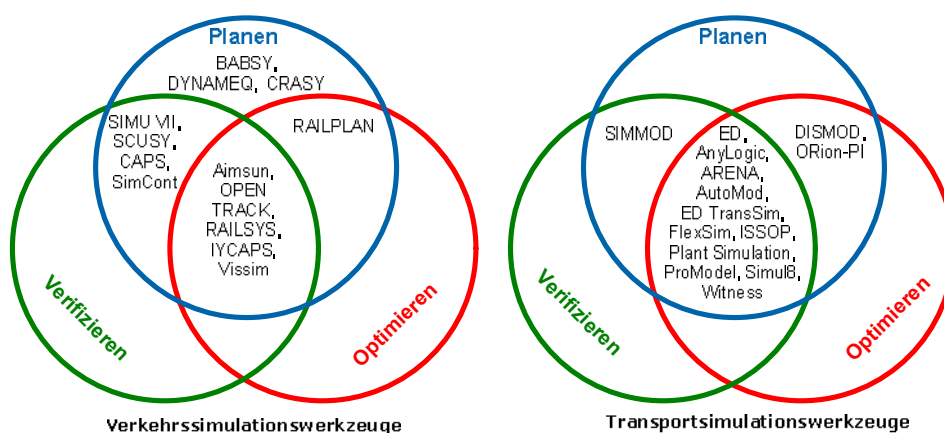 Planen
BABSY,
DYNAMEQ, CRASY
SIMU VII,
SCUSY,
CAPS,
SimCont
RAILPLAN
Aimsun,
OPEN
TRACK,
RAILSYS,
IYCAPS,
Vissim
Verifizieren
Optimieren
Verkehrssimulationswerkzeuge
Planen
SIMMOD
ED,
AnyLogic,
ARENA,
AutoMod,
ED TransSim,
FlexSim, ISSOP,
Plant Simulation,
ProModel, Simul8,
Witness
DISMOD,
ORion-PI
Verifizieren
Optimieren
Transportsimulationswerkzeuge